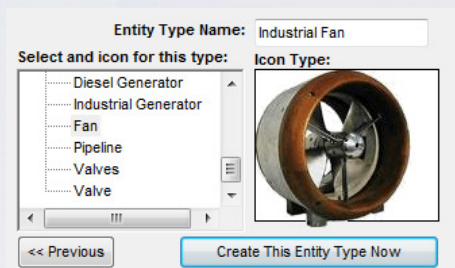 Entity Type Name: Industrial Fan
Select and icon for this type: Icon Type:
Diesel Generator
Industrial Generator
Fan
Pipeline
Valves
Valve
<< Previous Create This Entity Type Now